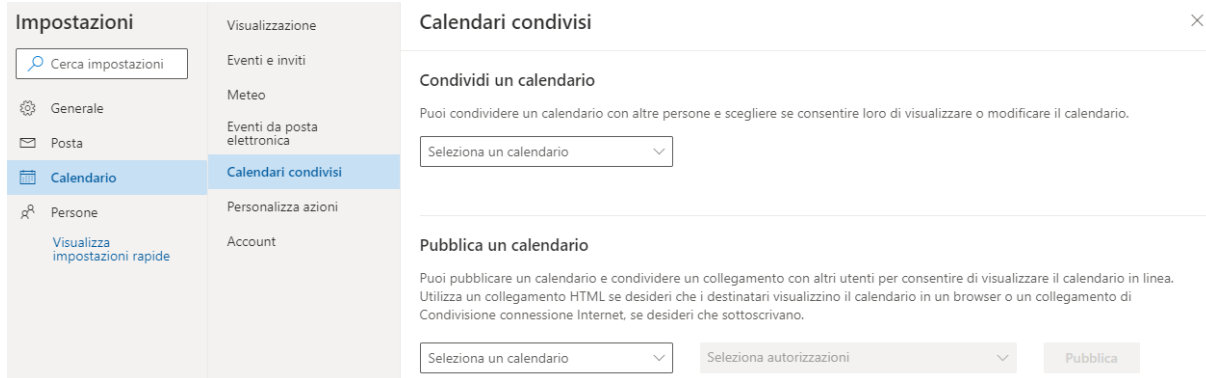 Impostazioni
Cerca impostazioni
Generale
Posta
Calendario
Persone
Visualizza
impostazioni rapide
Visualizzazione
Eventi e inviti
Meteo
Eventi da posta
elettronica
Calendari condivisi
Personalizza azioni
Account
Calendari condivisi
Condividi un calendario
Puoi condividere un calendario con altre persone e scegliere se consentire loro di visualizzare o modificare il calendario.
Seleziona un calendario
Pubblica un calendario
Puoi pubblicare un calendario e condividere un collegamento con altri utenti per consentire di visualizzare il calendario in linea.
Utilizza un collegamento HTML se desideri che i destinatari visualizzino il calendario in un browser o un collegamento di
Condivisione connessione Internet, se desideri che sottoscrivano.
Seleziona un calendario
Seleziona autorizzazioni
Pubblica